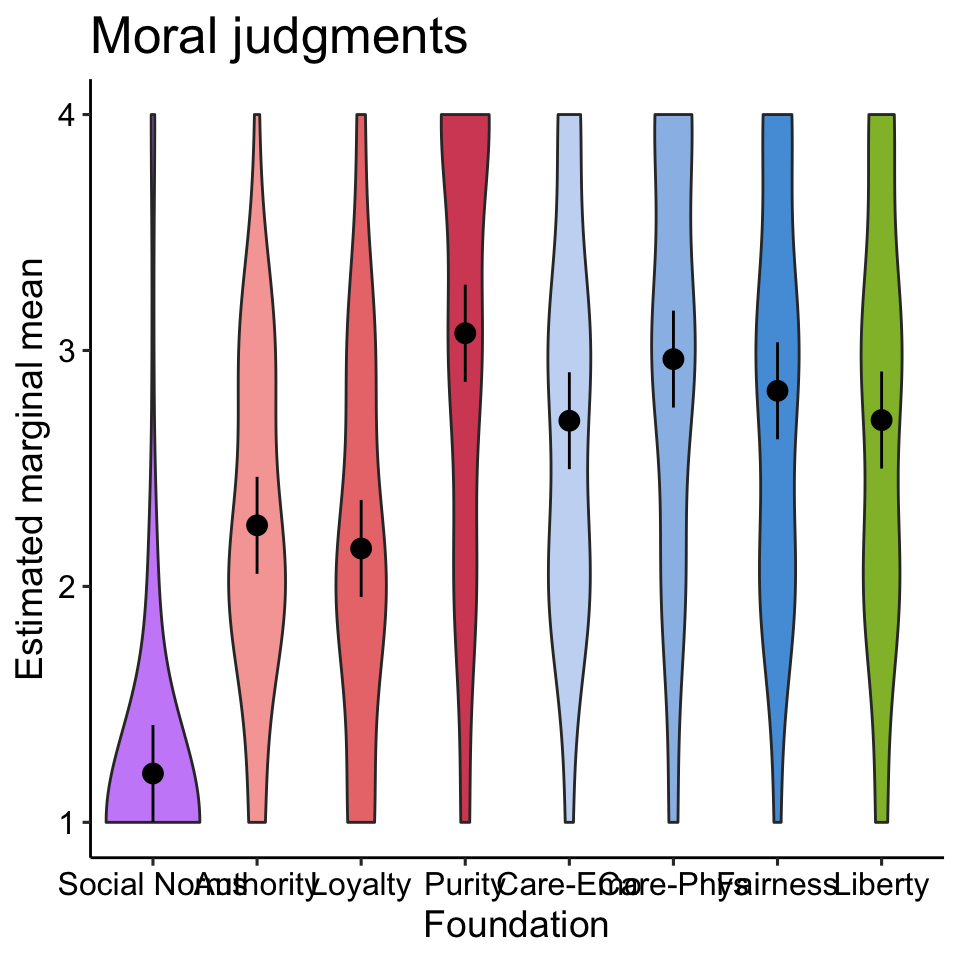 Moral judgments
Estimated marginal mean
4
3
2
1
Social Norms Authority Loyalty Purity Care-Emo Care-Phys Fairness Liberty
Foundation